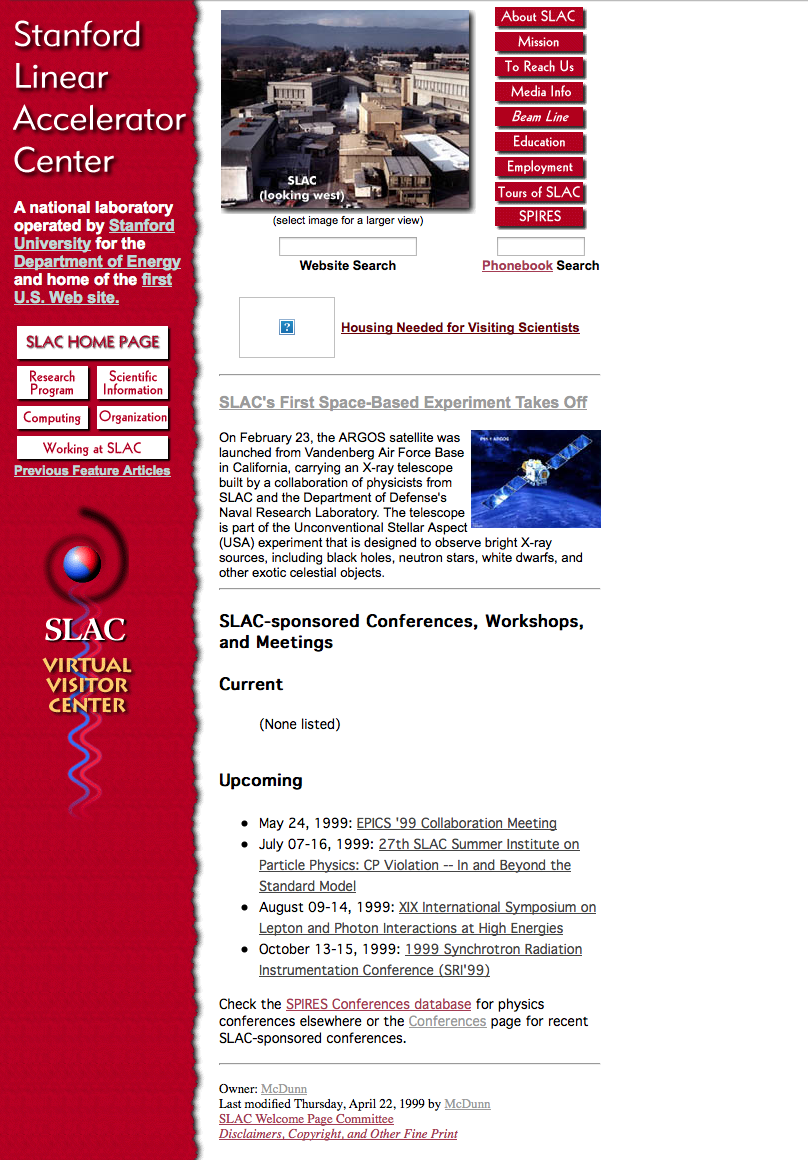 Stanford
Linear
Accelerator
Center
A national laboratory
operated by Stanford
University for the
Department of Energy
and home of the first
U.S. Web site.
SLAC HOME PAGE
Research
Program
Scientific
Information
Computing
Organization
Working at SLAC
Previous Feature Articles
SLAC
VIRTUAL
VISITOR
CENTER
SLAC
(looking west)
(select image for a larger view)
Website Search
About SLAC
Mission
To Reach Us
Media Info
Beam Line
Education
Employment
Tours of SLAC
SPIRES
Phonebook Search
?
Housing Needed for Visiting Scientists
SLAC's First Space-Based Experiment Takes Off
On February 23, the ARGOS satellite was
launched from Vandenberg Air Force Base
in California, carrying an X-ray telescope
built by a collaboration of physicists from
SLAC and the Department of Defense's
Naval Research Laboratory. The telescope
is part of the Unconventional Stellar Aspect
(USA) experiment that is designed to observe bright X-ray
sources, including black holes, neutron stars, white dwarfs, and
other exotic celestial objects.
P91-1 ARGOS
SLAC-sponsored Conferences, Workshops,
and Meetings
Current
(None listed)
Upcoming
• May 24, 1999: EPICS '99 Collaboration Meeting
• July 07-16, 1999: 27th SLAC Summer Institute on
Particle Physics: CP Violation -- In and Beyond the
Standard Model
• August 09-14, 1999: XIX International Symposium on
Lepton and Photon Interactions at High Energies
• October 13-15, 1999: 1999 Synchrotron Radiation
Instrumentation Conference (SRI'99)
Check the SPIRES Conferences database for physics
conferences elsewhere or the Conferences page for recent
SLAC-sponsored conferences.
Owner: McDunn
Last modified Thursday, April 22, 1999 by McDunn
SLAC Welcome Page Committee
Disclaimers, Copyright, and Other Fine Print